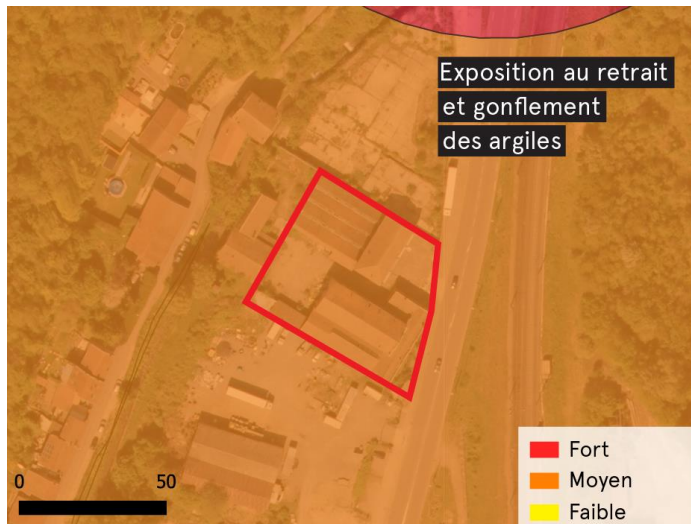 Exposition au retrait
et gonflement
des argiles
0 50
Fort
Moyen
Faible